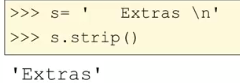 >>> s= '   Extras \n'
>>> s.strip()
'Extras'